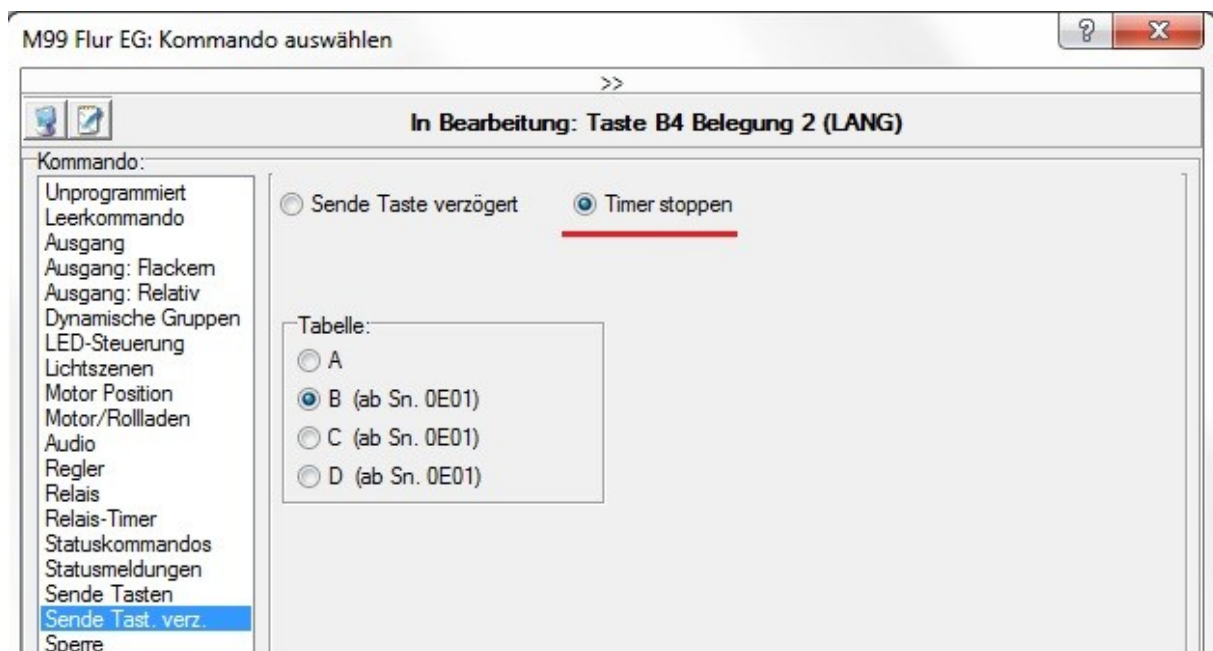 M99 Flur EG: Kommando auswählen
>>
In Bearbeitung: Taste B4 Belegung 2 (LANG)
Kommando:
Unprogrammiert
Leerkommando
Ausgang
Ausgang: Flackern
Ausgang: Relativ
Dynamische Gruppen
LED-Steuerung
Lichtszenen
Motor Position
Motor/Rollladen
Audio
Regler
Relais
Relais-Timer
Statuskommandos
Statusmeldungen
Sende Tasten
Sende Tast. verz.
Sperre
Sende Taste verzögert
Timer stoppen
Tabelle:
A
B (ab Sn. 0E01)
C (ab Sn. 0E01)
D (ab Sn. 0E01)